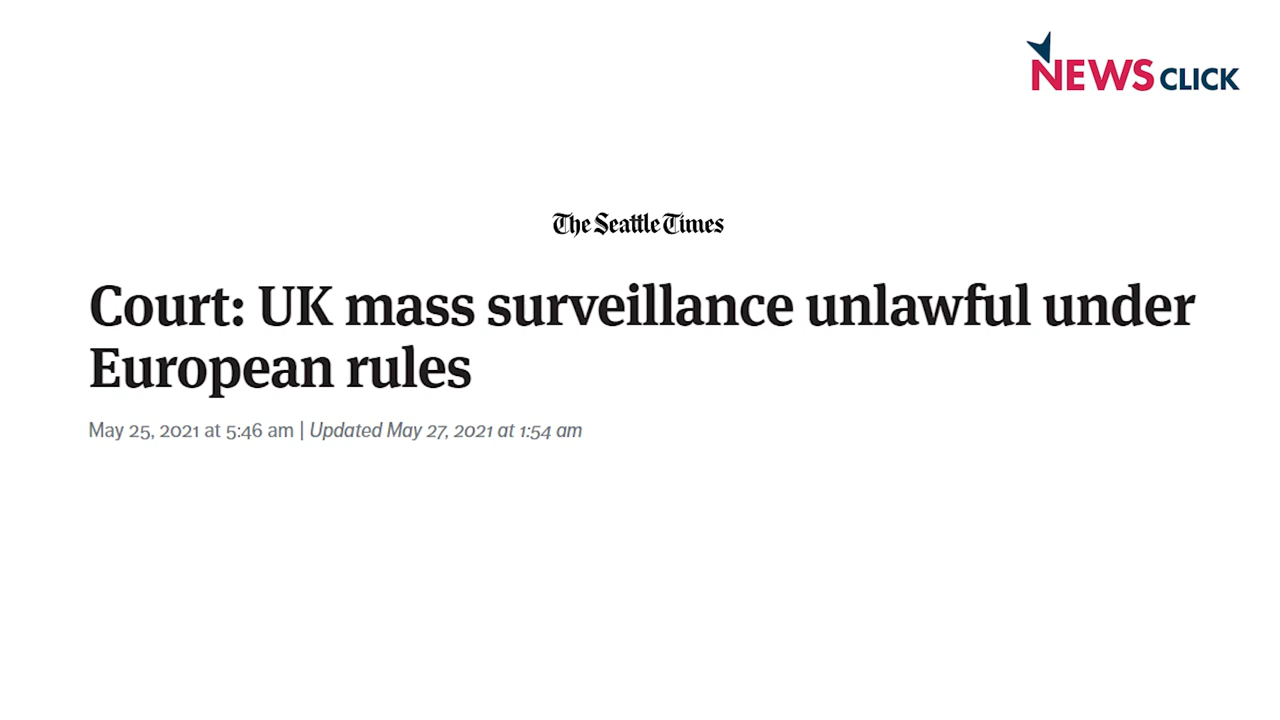 NEWSCLICK
The Seattle Times
Court: UK mass surveillance unlawful under
European rules
May 25, 2021 at 5:46 am | Updated May 27, 2021 at 1:54 am